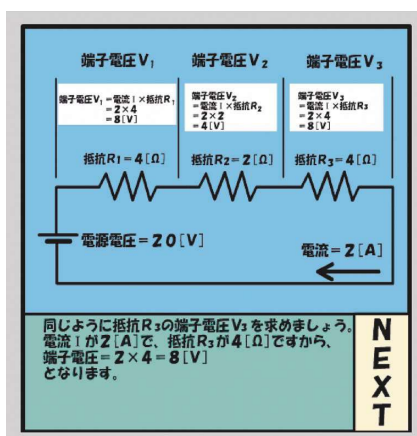 端子電圧V₁ 端子電圧V₂ 端子電圧V₃
端子電圧V₁=電流I×抵抗R₁
=2×4
=8[V]
端子電圧V₂
=電流I×抵抗R₂
=2×2
=4[V]
端子電圧V₃
=電流I×抵抗R₃
=2×4
=8[V]
抵抗R₁=4[Ω] 抵抗R₂=2[Ω] 抵抗R₃=4[Ω]
電源電圧=20[V]
電流=2[A]
同じように抵抗R₃の端子電圧V₃を求めましょう。
電流Iが2[A]で、抵抗R₃が4[Ω]ですから、
端子電圧=2×4=8[V]
となります。
NEXT